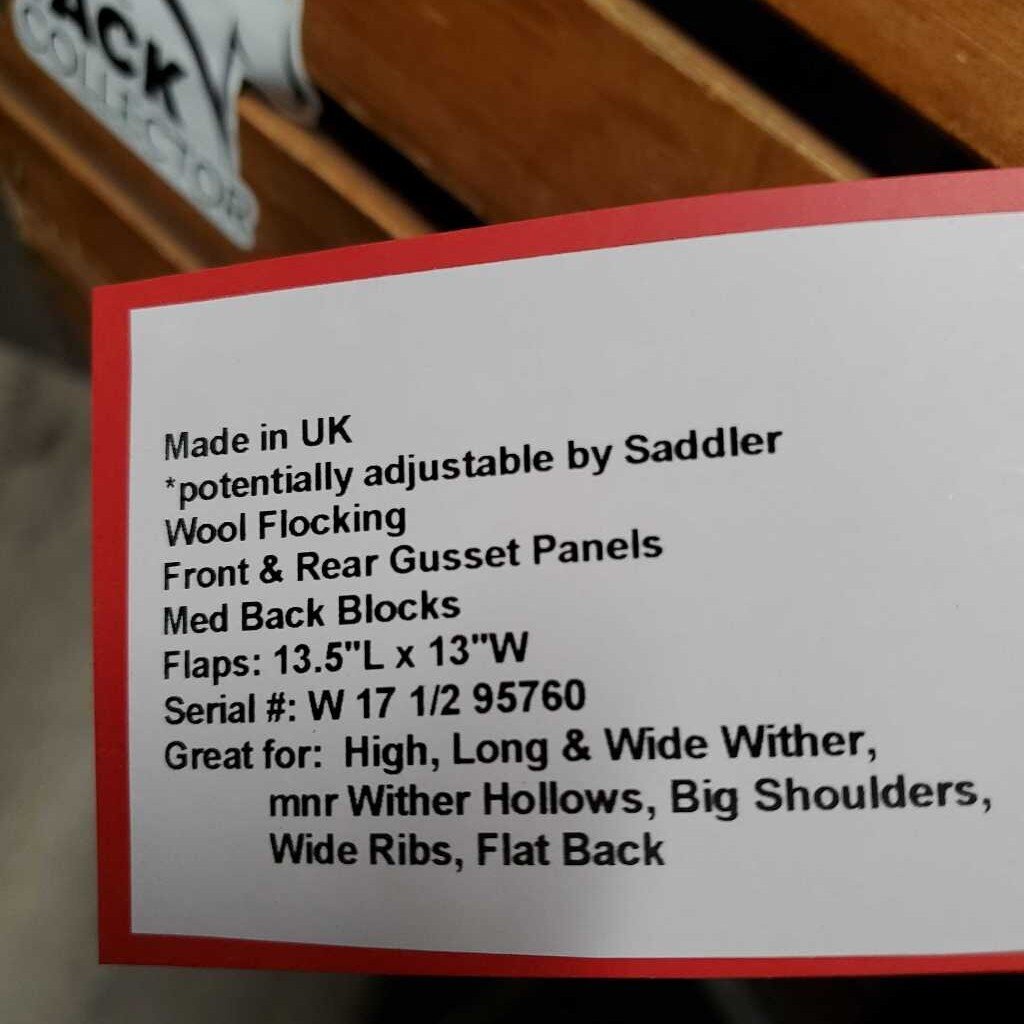 ACK
COLLECTOR
Made in UK
*potentially adjustable by Saddler
Wool Flocking
Front & Rear Gusset Panels
Med Back Blocks
Flaps: 13.5"L x 13"W
Serial #: W 17 1/2 95760
Great for: High, Long & Wide Wither,
mnr Wither Hollows, Big Shoulders,
Wide Ribs, Flat Back